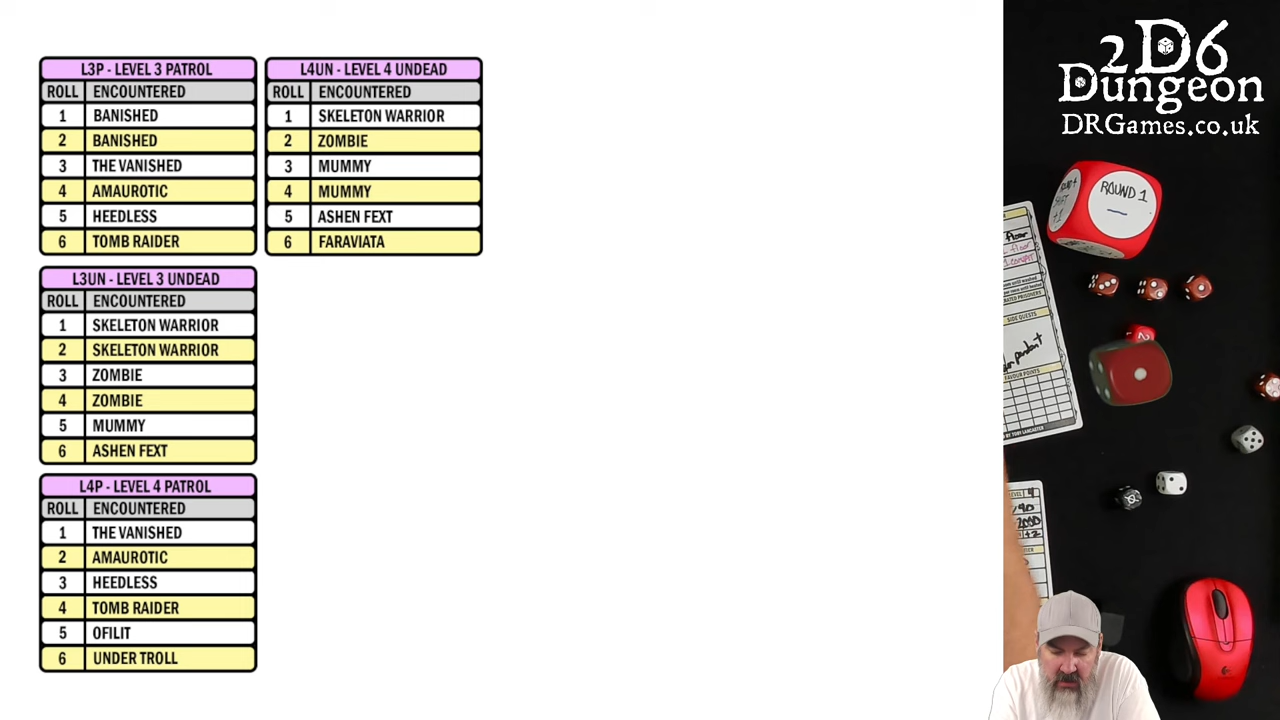 L3P - LEVEL 3 PATROL
ROLL ENCOUNTERED
1 BANISHED
2 BANISHED
3 THE VANISHED
4 AMAUROTIC
5 HEEDLESS
6 TOMB RAIDER
L4UN - LEVEL 4 UNDEAD
ROLL ENCOUNTERED
1 SKELETON WARRIOR
2 ZOMBIE
3 MUMMY
4 MUMMY
5 ASHEN FEXT
6 FARAVIATA
L3UN - LEVEL 3 UNDEAD
ROLL ENCOUNTERED
1 SKELETON WARRIOR
2 SKELETON WARRIOR
3 ZOMBIE
4 ZOMBIE
5 MUMMY
6 ASHEN FEXT
L4P - LEVEL 4 PATROL
ROLL ENCOUNTERED
1 THE VANISHED
2 AMAUROTIC
3 HEEDLESS
4 TOMB RAIDER
5 OFILIT
6 UNDER TROLL
2D6
Dungeon
DRGames.co.uk
ROUND 1
SIDE QUESTS
FAVOUR POINTS